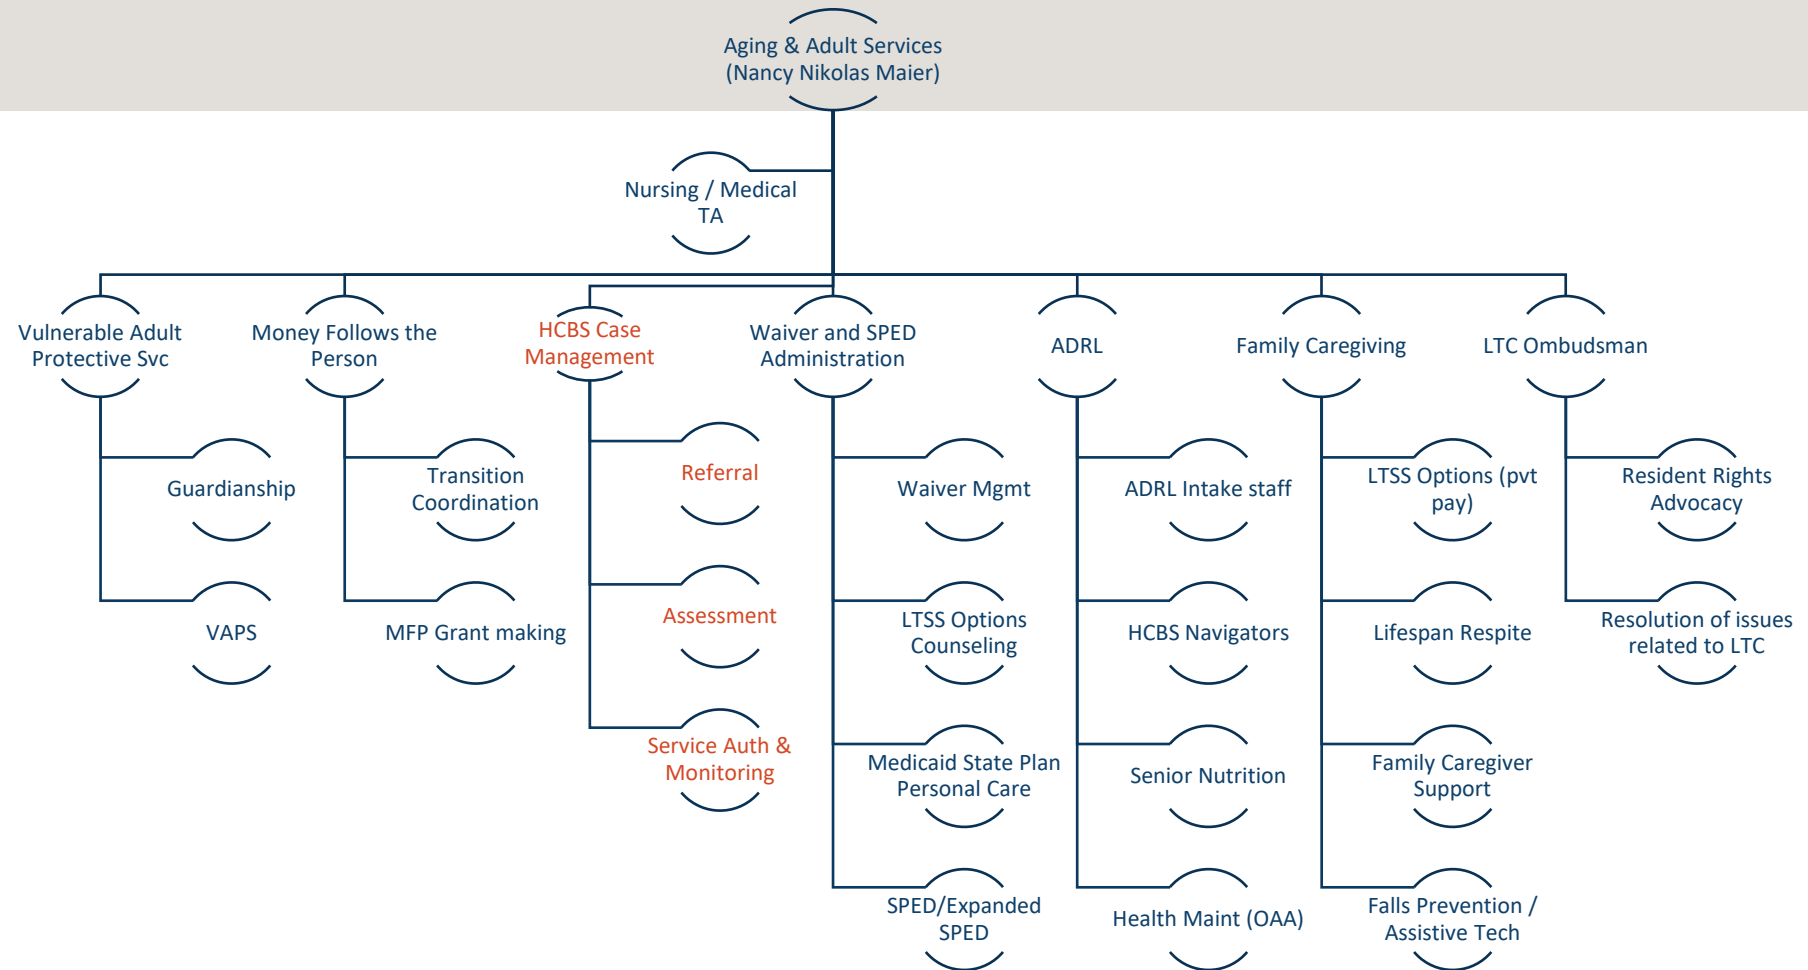 Aging & Adult Services
(Nancy Nikolas Maier)
Nursing / Medical
TA
Vulnerable Adult
Protective Svc
Money Follows the
Person
HCBS Case
Management
Waiver and SPED
Administration
ADRL
Family Caregiving
LTC Ombudsman
Guardianship
VAPS
Transition
Coordination
MFP Grant making
Referral
Assessment
Service Auth &
Monitoring
Waiver Mgmt
LTSS Options
Counseling
Medicaid State Plan
Personal Care
SPED/Expanded
SPED
ADRL Intake staff
HCBS Navigators
Senior Nutrition
Health Maint (OAA)
LTSS Options (pvt
pay)
Lifespan Respite
Family Caregiver
Support
Falls Prevention /
Assistive Tech
Resident Rights
Advocacy
Resolution of issues
related to LTC